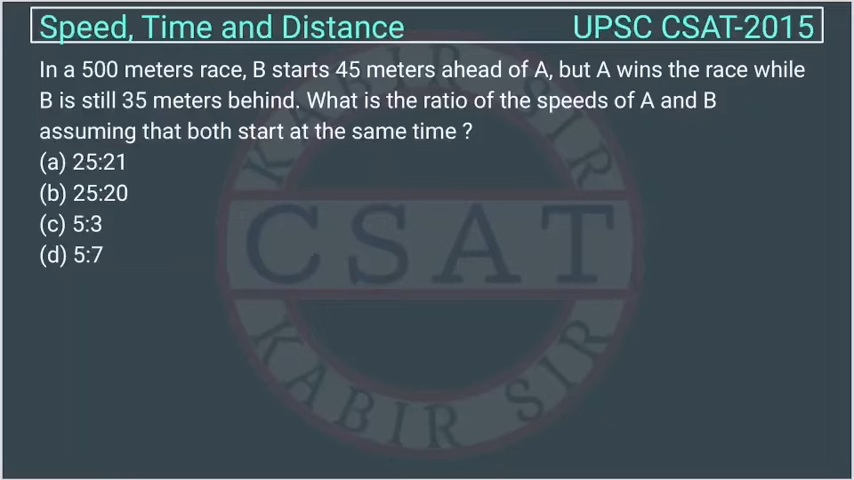 Speed, Time and Distance UPSC CSAT-2015
In a 500 meters race, B starts 45 meters ahead of A, but A wins the race while
B is still 35 meters behind. What is the ratio of the speeds of A and B
assuming that both start at the same time ?
(a) 25:21
(b) 25:20
(c) 5:3
(d) 5:7
KABIR SIR
CSAT
KABIR SIR